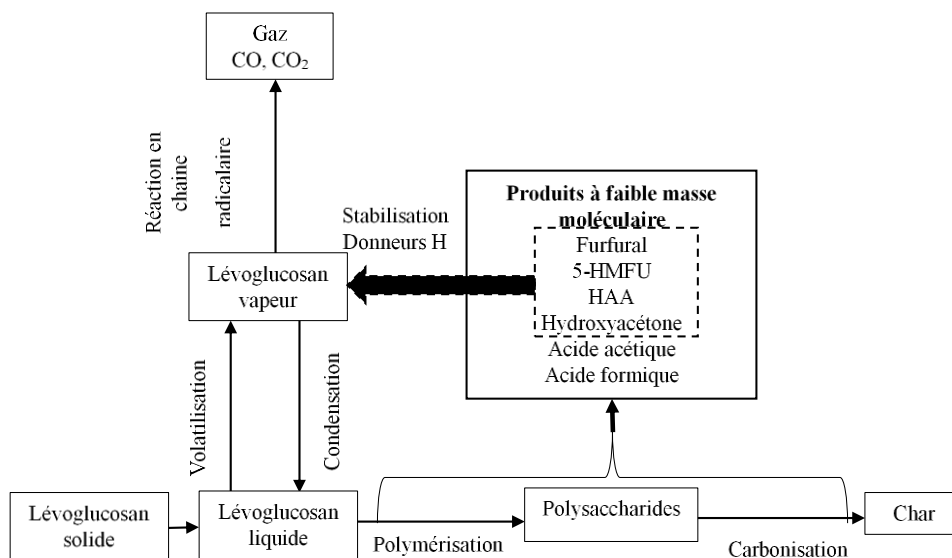 Gaz
CO, CO₂
Réaction en
chaine
radicalaire
Stabilisation
Donneurs H
Produits à faible masse
moléculaire
Furfural
5-HMFU
HAA
Hydroxyacétone
Acide acétique
Acide formique
Lévoglucosan
vapeur
Volatilisation
Condensation
Lévoglucosan
solide
Lévoglucosan
liquide
Polymérisation
Polysaccharides
Carbonisation
Char